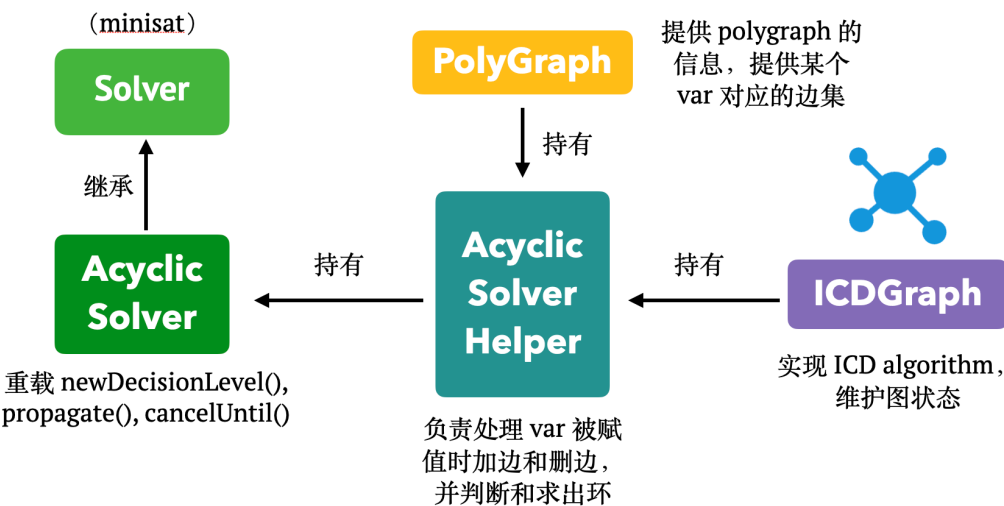 （minisat）
Solver
继承
Acyclic
Solver
重载 newDecisionLevel(),
propagate(), cancelUntil()
持有
PolyGraph
提供 polygraph 的
信息，提供某个
var 对应的边集
持有
Acyclic
Solver
Helper
负责处理 var 被赋
值时加边和删边，
并判断和求出环
持有
ICDGraph
实现 ICD algorithm，
维护图状态